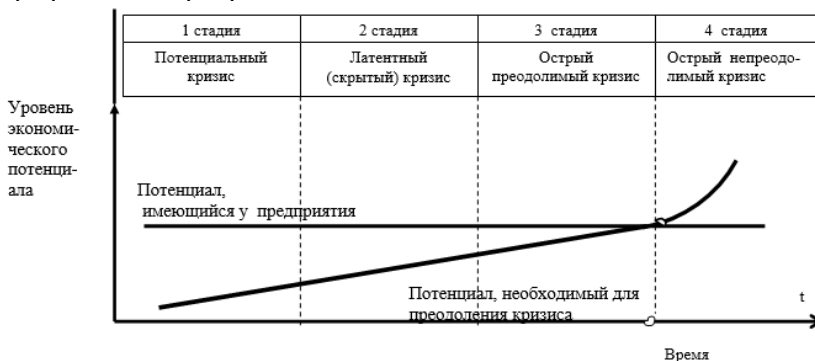 1 стадия
2 стадия
3 стадия
4 стадия
Потенциальный
кризис
Латентный
(скрытый) кризис
Острый
преодолимый кризис
Острый непреодо-
лимый кризис
Уровень
экономи-
ческого
потенци-
ала
Потенциал,
имеющийся у предприятия
Потенциал, необходимый для
преодоления кризиса
t
Время